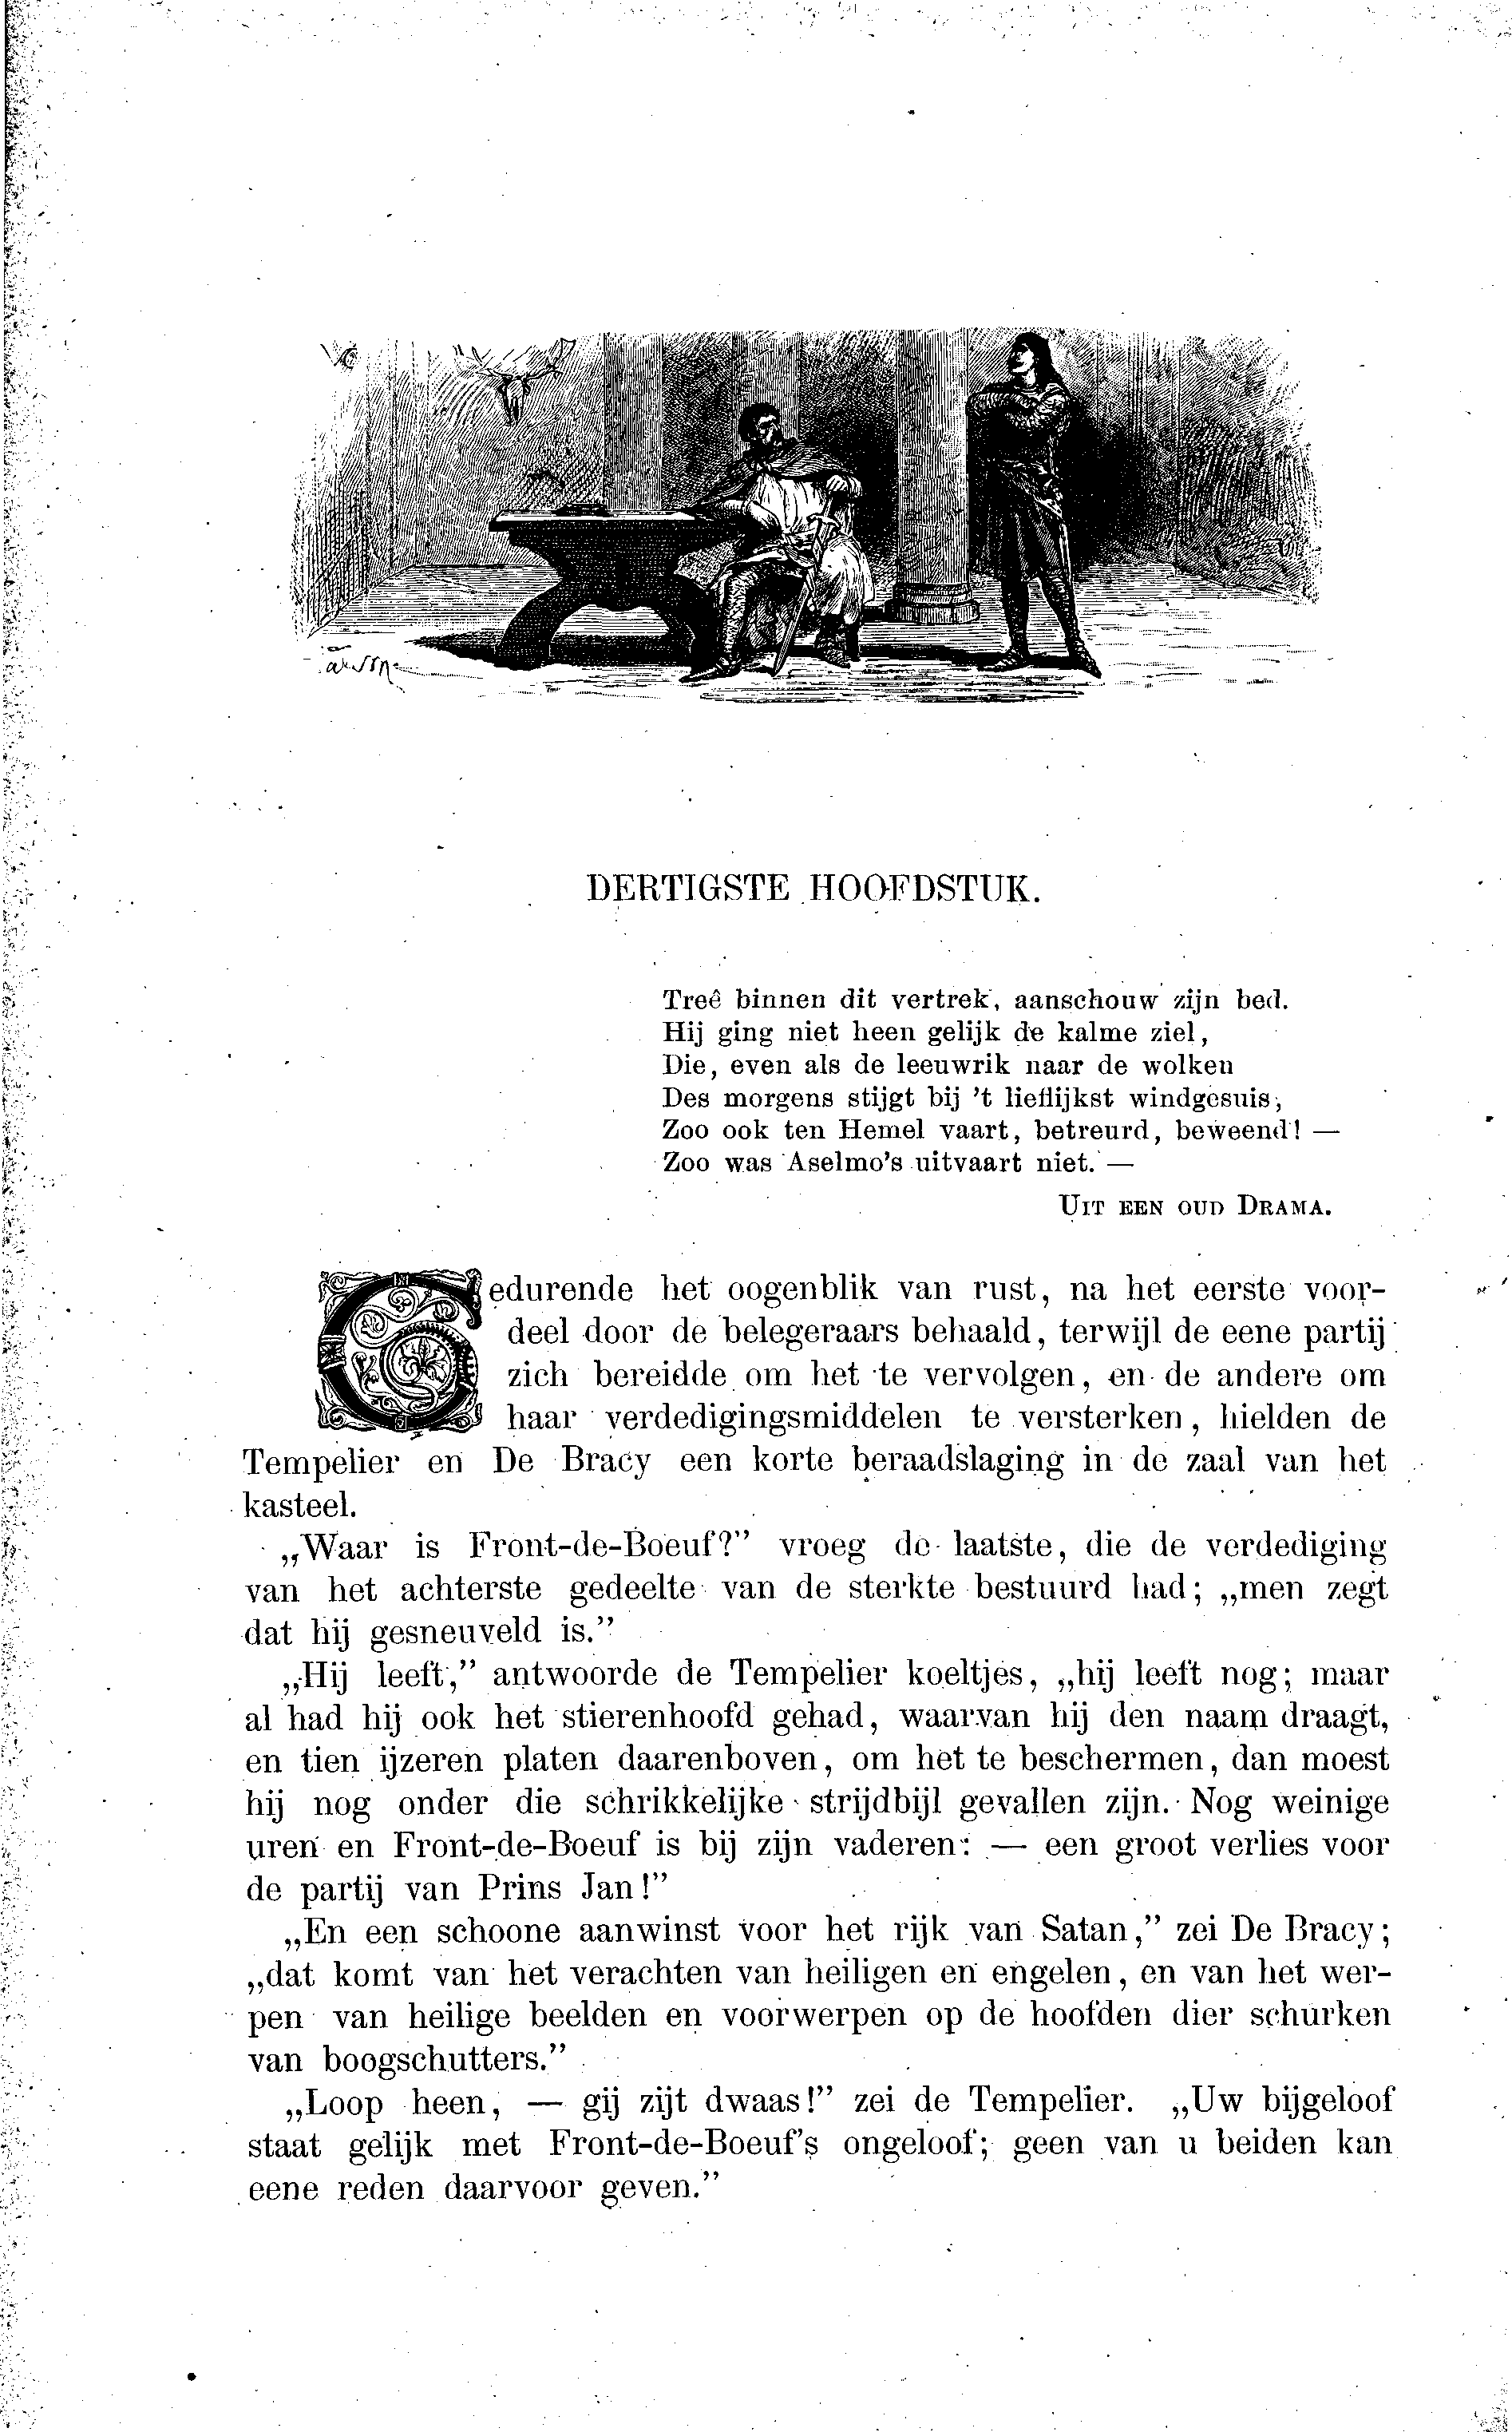 DERTIGSTE HOOFDSTUK.
Treê binnen dit vertrek, aanschouw zijn bed.
Hij ging niet heen gelijk de kalme ziel,
Die, even als de leeuwrik naar de wolken
Des morgens stijgt bij 't lieflijkst windgesuis;
Zoo ook ten Hemel vaart, betreurd, beweend! —
Zoo was Aselmo's uitvaart niet. —
UIT EEN OUD DRAMA.
Gedurende het oogenblik van rust, na het eerste voor-
deel door de belegeraars behaald, terwijl de eene partij
zich bereidde om het te vervolgen, en de andere om
haar verdedigingsmiddelen te versterken, hielden de
Tempelier en De Bracy een korte beraadslaging in de zaal van het
kasteel.
„Waar is Front-de-Boeuf?” vroeg de laatste, die de verdediging
van het achterste gedeelte van de sterkte bestuurd had; „men zegt
dat hij gesneuveld is.”
„Hij leeft,” antwoorde de Tempelier koeltjes, „hij leeft nog; maar
al had hij ook het stierenhoofd gehad, waarvan hij den naam draagt,
en tien ijzeren platen daarenboven, om het te beschermen, dan moest
hij nog onder die schrikkelijke strijdbijl gevallen zijn. Nog weinige
uren en Front-de-Boeuf is bij zijn vaderen: — een groot verlies voor
de partij van Prins Jan!”
„En een schoone aanwinst voor het rijk van Satan,” zei De Bracy;
„dat komt van het verachten van heiligen en engelen, en van het wer-
pen van heilige beelden en voorwerpen op de hoofden dier schurken
van boogschutters.”
„Loop heen, — gij zijt dwaas!” zei de Tempelier. „Uw bijgeloof
staat gelijk met Front-de-Boeuf's ongeloof; geen van u beiden kan
eene reden daarvoor geven.”